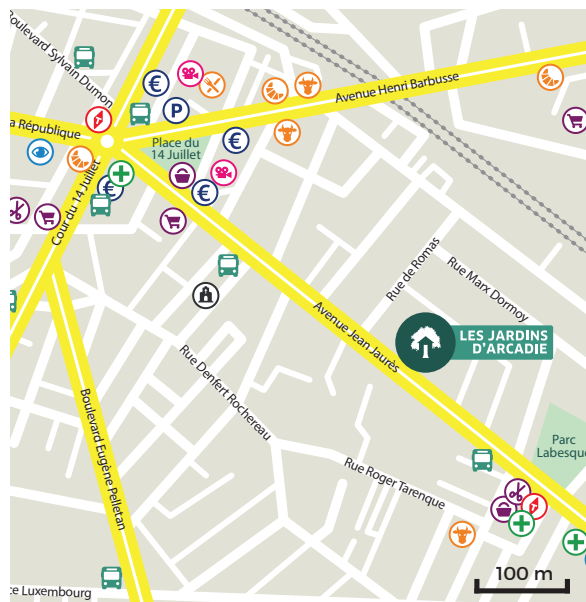 Boulevard Sylvain Dumon
Avenue Henri Barbusse
P
€
a République
Place du
14 Juillet
€
€
€
Cour du 14 Juillet
Rue de Romas
Rue Marx Dormoy
Avenue Jean Jaurès
LES JARDINS
D'ARCADIE
Rue Denfert Rochereau
Boulevard Eugène Pelletan
Parc
Labesque
Rue Roger Tarenque
100 m
ce Luxembourg